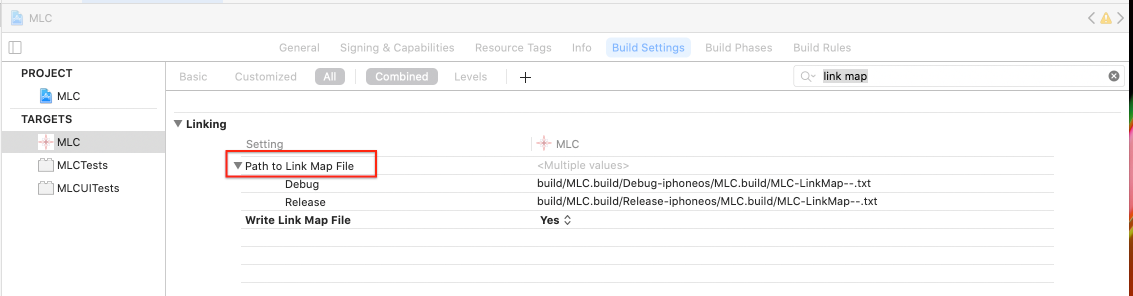 MLC
General Signing & Capabilities Resource Tags Info Build Settings Build Phases Build Rules
PROJECT
MLC
TARGETS
MLC
MLCTests
MLCUITests
Basic Customized All Combined Levels + link map
Linking
Setting MLC
Path to Link Map File <Multiple values>
Debug build/MLC.build/Debug-iphoneos/MLC.build/MLC-LinkMap--.txt
Release build/MLC.build/Release-iphoneos/MLC.build/MLC-LinkMap--.txt
Write Link Map File Yes